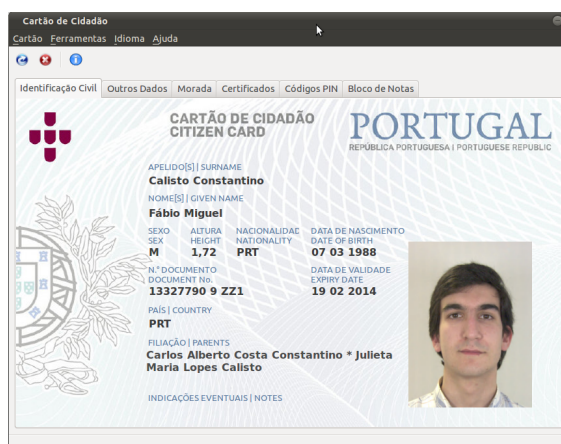 Cartão de Cidadão
Cartão Ferramentas Idioma Ajuda
Identificação Civil Outros Dados Morada Certificados Códigos PIN Bloco de Notas
CARTÃO DE CIDADÃO
CITIZEN CARD
PORTUGAL
REPÚBLICA PORTUGUESA | PORTUGUESE REPUBLIC
APELIDO[S] | SURNAME
Calisto Constantino
NOME[S] | GIVEN NAME
Fábio Miguel
SEXO ALTURA NACIONALIDAE DATA DE NASCIMENTO
SEX HEIGHT NATIONALITY DATE OF BIRTH
M 1,72 PRT 07 03 1988
N.º DOCUMENTO DATA DE VALIDADE
DOCUMENT No. EXPIRY DATE
13327790 9 ZZ1 19 02 2014
PAÍS | COUNTRY
PRT
FILIAÇÃO | PARENTS
Carlos Alberto Costa Constantino * Julieta
Maria Lopes Calisto
INDICAÇÕES EVENTUAIS | NOTES